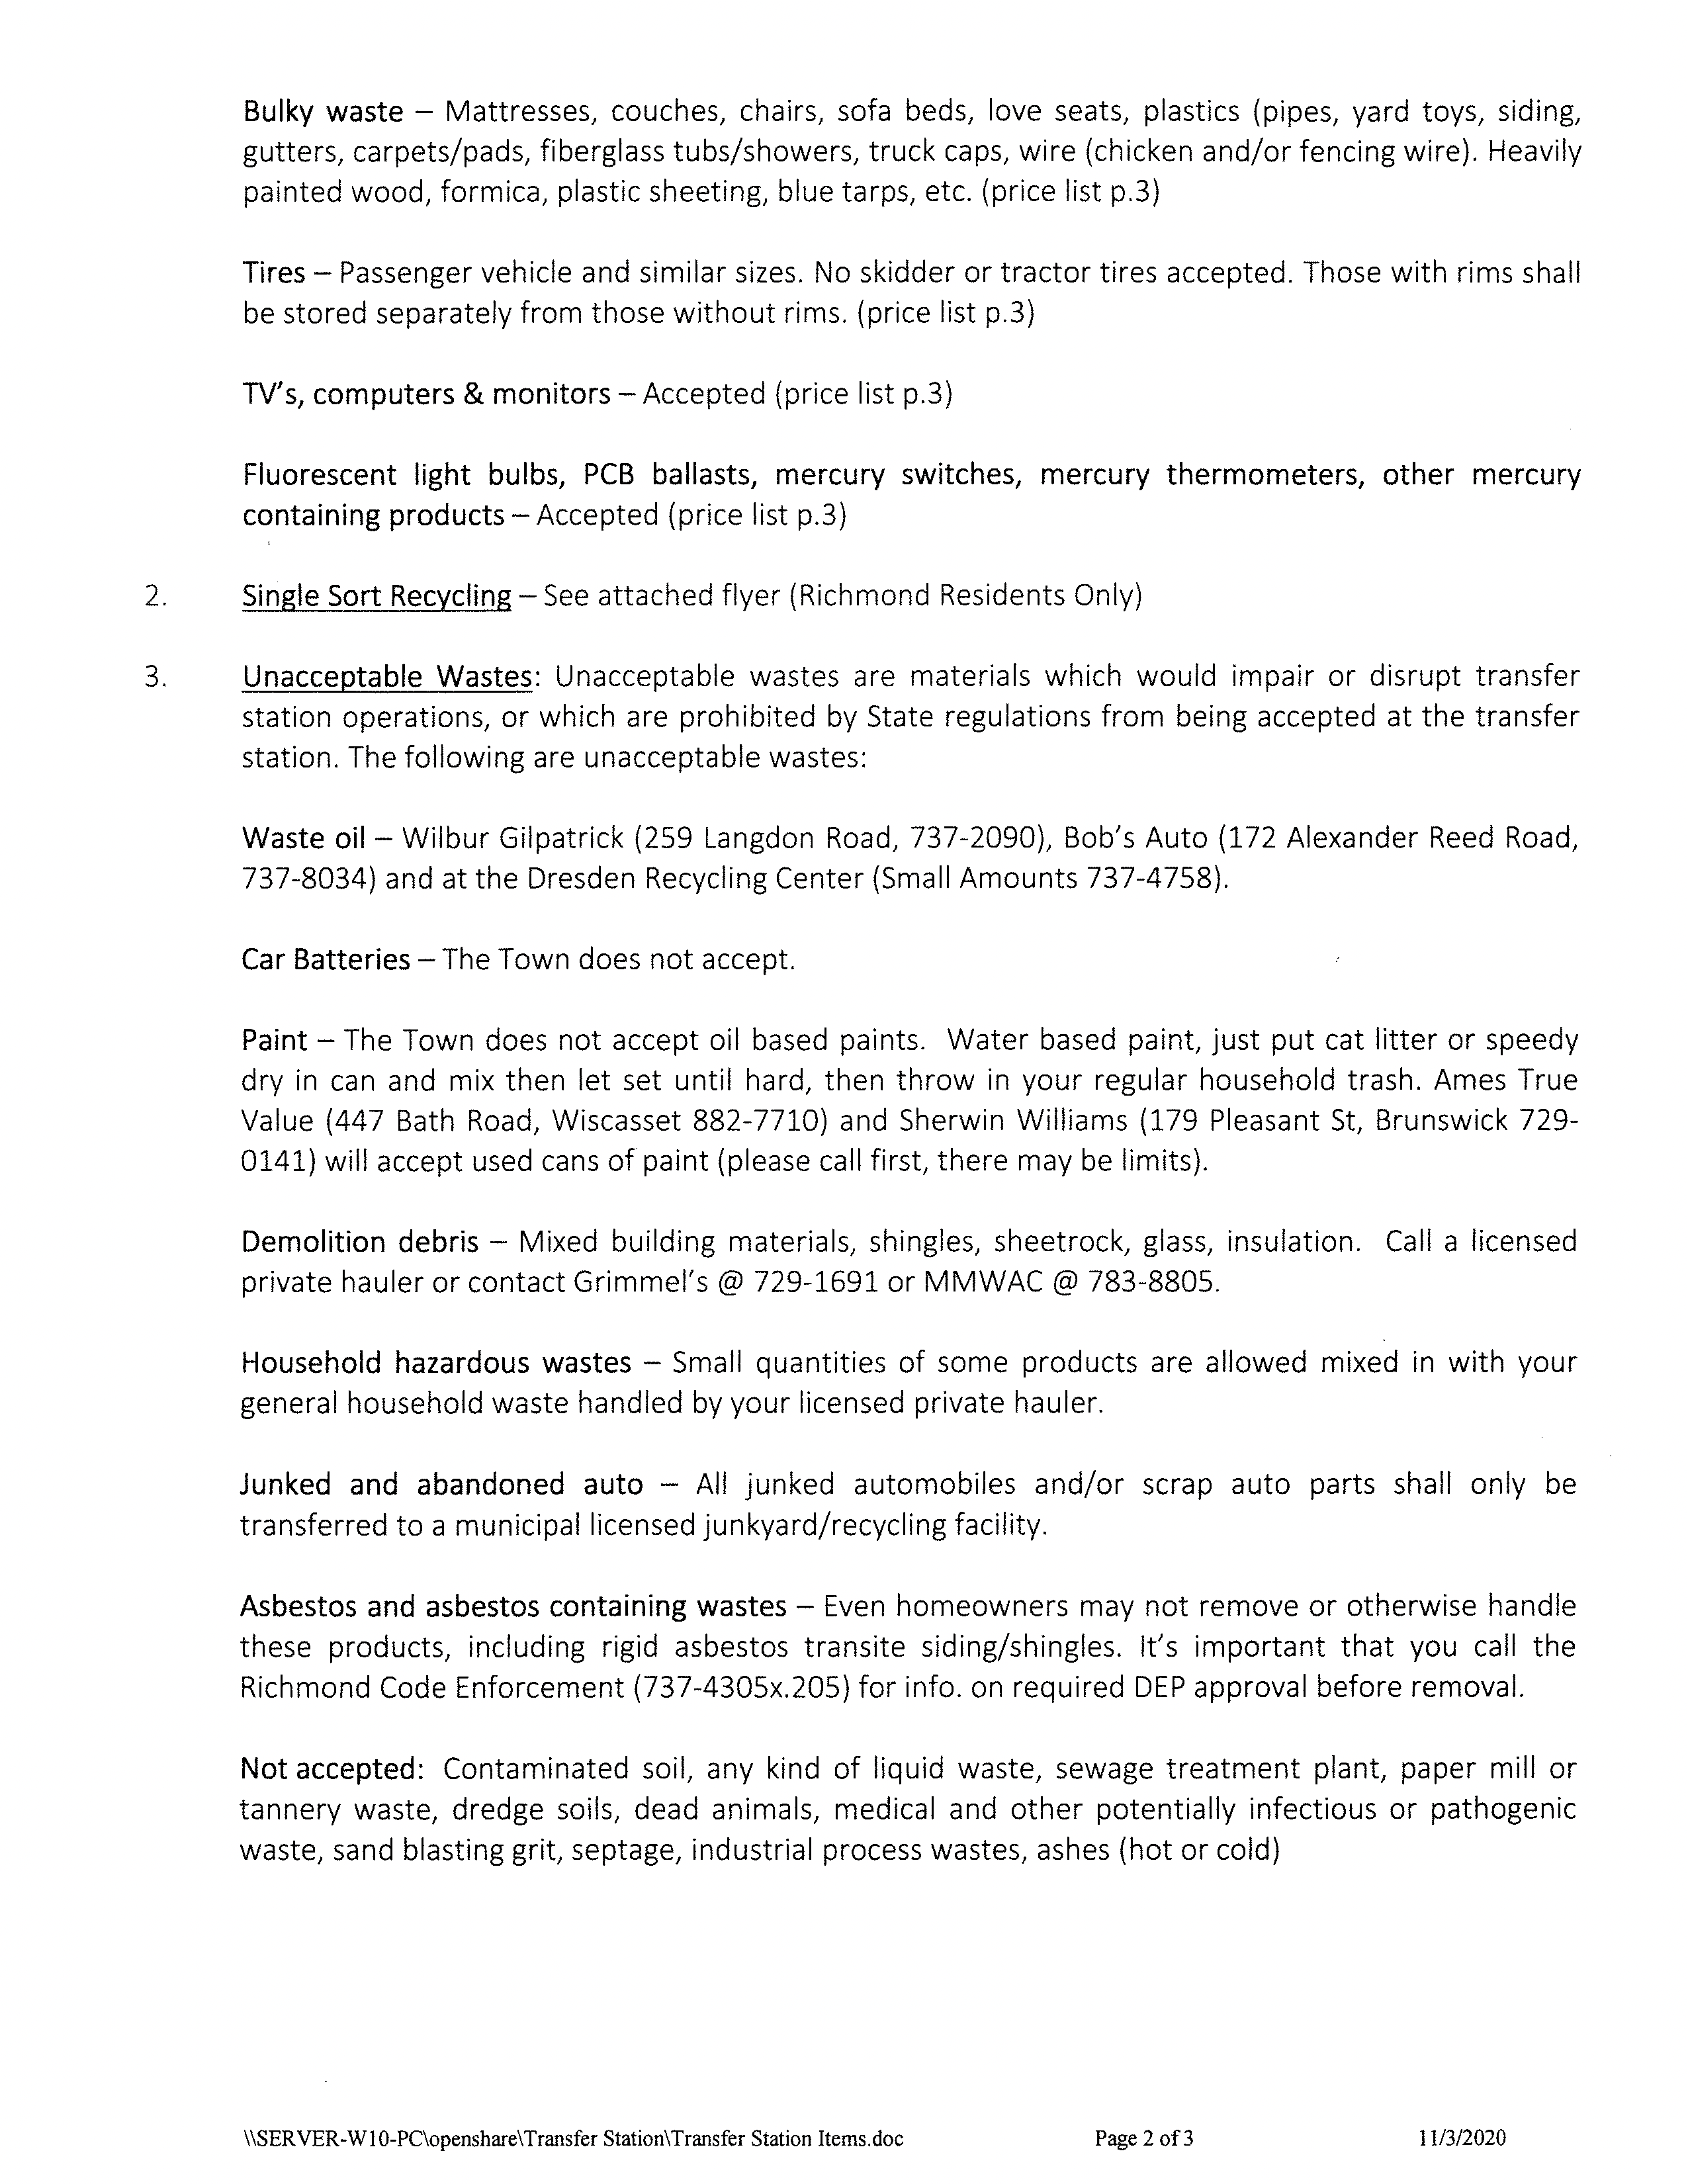 Bulky waste – Mattresses, couches, chairs, sofa beds, love seats, plastics (pipes, yard toys, siding,
gutters, carpets/pads, fiberglass tubs/showers, truck caps, wire (chicken and/or fencing wire). Heavily
painted wood, formica, plastic sheeting, blue tarps, etc. (price list p.3)
Tires – Passenger vehicle and similar sizes. No skidder or tractor tires accepted. Those with rims shall
be stored separately from those without rims. (price list p.3)
TV's, computers & monitors – Accepted (price list p.3)
Fluorescent light bulbs, PCB ballasts, mercury switches, mercury thermometers, other mercury
containing products – Accepted (price list p.3)
2. Single Sort Recycling – See attached flyer (Richmond Residents Only)
3. Unacceptable Wastes: Unacceptable wastes are materials which would impair or disrupt transfer
station operations, or which are prohibited by State regulations from being accepted at the transfer
station. The following are unacceptable wastes:
Waste oil – Wilbur Gilpatrick (259 Langdon Road, 737-2090), Bob's Auto (172 Alexander Reed Road,
737-8034) and at the Dresden Recycling Center (Small Amounts 737-4758).
Car Batteries – The Town does not accept.
Paint – The Town does not accept oil based paints. Water based paint, just put cat litter or speedy
dry in can and mix then let set until hard, then throw in your regular household trash. Ames True
Value (447 Bath Road, Wiscasset 882-7710) and Sherwin Williams (179 Pleasant St, Brunswick 729-
0141) will accept used cans of paint (please call first, there may be limits).
Demolition debris – Mixed building materials, shingles, sheetrock, glass, insulation. Call a licensed
private hauler or contact Grimmel's @ 729-1691 or MMWAC @ 783-8805.
Household hazardous wastes – Small quantities of some products are allowed mixed in with your
general household waste handled by your licensed private hauler.
Junked and abandoned auto – All junked automobiles and/or scrap auto parts shall only be
transferred to a municipal licensed junkyard/recycling facility.
Asbestos and asbestos containing wastes – Even homeowners may not remove or otherwise handle
these products, including rigid asbestos transite siding/shingles. It's important that you call the
Richmond Code Enforcement (737-4305x.205) for info. on required DEP approval before removal.
Not accepted: Contaminated soil, any kind of liquid waste, sewage treatment plant, paper mill or
tannery waste, dredge soils, dead animals, medical and other potentially infectious or pathogenic
waste, sand blasting grit, septage, industrial process wastes, ashes (hot or cold)
\\SERVER-W10-PC\openshare\Transfer Station\Transfer Station Items.doc Page 2 of 3 11/3/2020